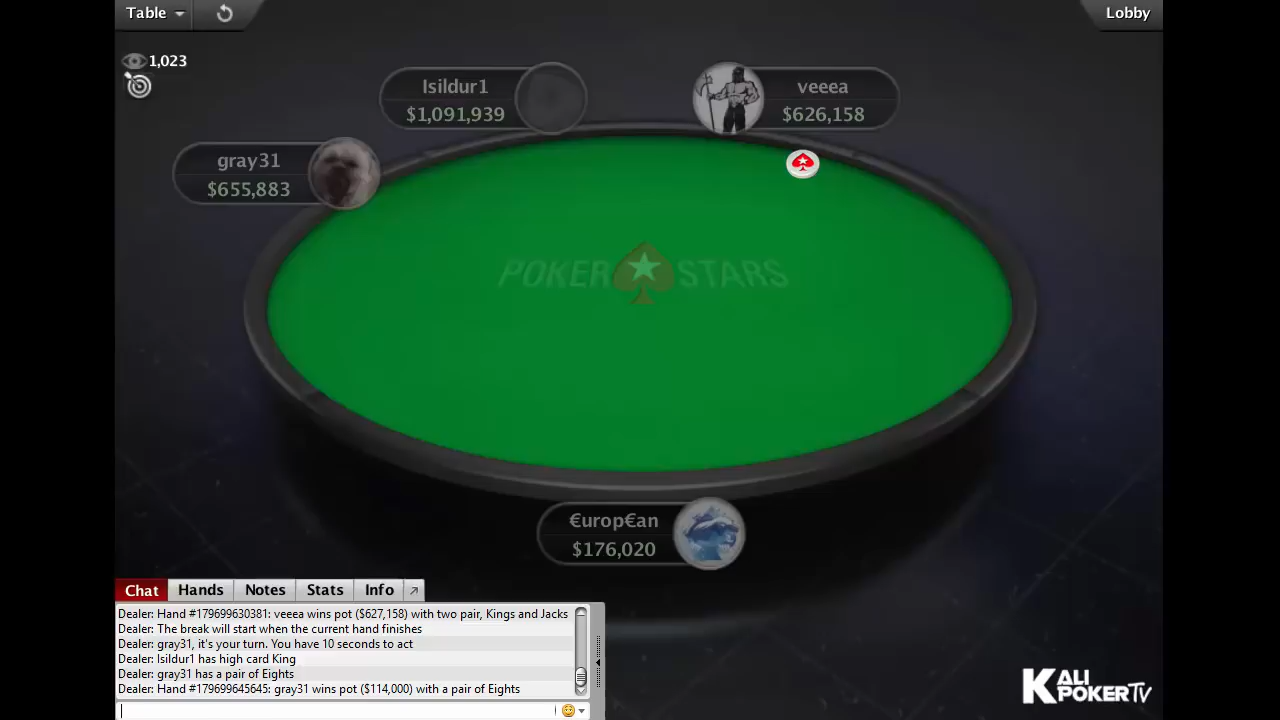 Table
Lobby
1,023
Isildur1
$1,091,939
veeea
$626,158
gray31
$655,883
POKER STARS
€urop€an
$176,020
Chat Hands Notes Stats Info
Dealer: Hand #179699630381: veeea wins pot ($627,158) with two pair, Kings and Jacks
Dealer: The break will start when the current hand finishes
Dealer: gray31, it's your turn. You have 10 seconds to act
Dealer: Isildur1 has high card King
Dealer: gray31 has a pair of Eights
Dealer: Hand #179699645645: gray31 wins pot ($114,000) with a pair of Eights
KALI
POKER TV